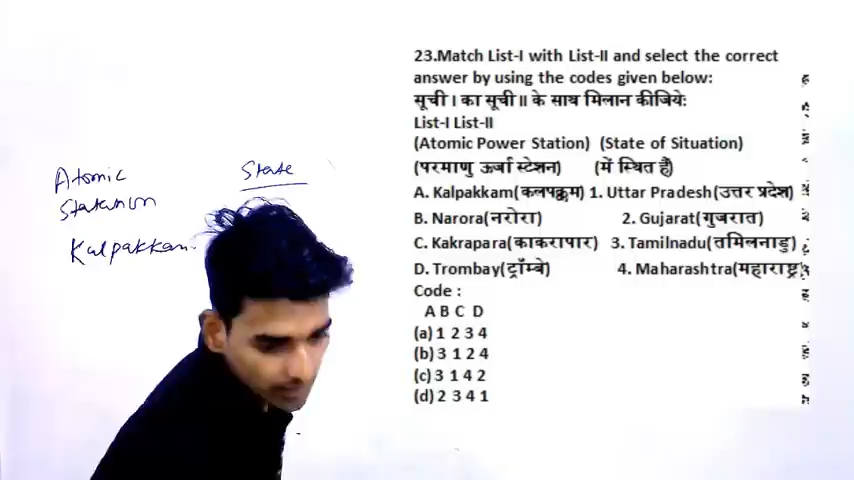 Atomic
State
Statation
Kalpakkam
23.Match List-I with List-II and select the correct
answer by using the codes given below:
सूची I का सूची II के साथ मिलान कीजिये:
List-I List-II
(Atomic Power Station) (State of Situation)
(परमाणु ऊर्जा स्टेशन) (में स्थित है)
A. Kalpakkam(कलपक्कम) 1. Uttar Pradesh(उत्तर प्रदेश)
B. Narora(नरोरा) 2. Gujarat(गुजरात)
C. Kakrapara(काकरापार) 3. Tamilnadu(तमिलनाडु)
D. Trombay(ट्रॉम्बे) 4. Maharashtra(महाराष्ट्र)
Code :
A B C D
(a) 1 2 3 4
(b) 3 1 2 4
(c) 3 1 4 2
(d) 2 3 4 1